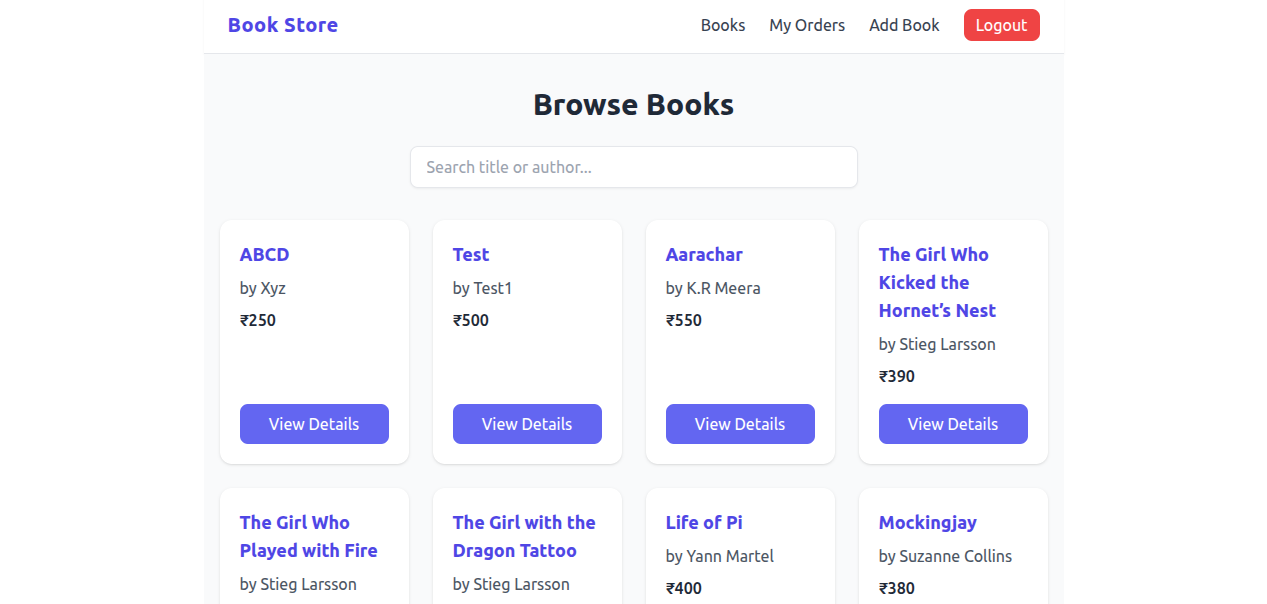 Book Store
Books My Orders Add Book Logout
Browse Books
Search title or author...
ABCD
by Xyz
₹250
View Details
Test
by Test1
₹500
View Details
Aarachar
by K.R Meera
₹550
View Details
The Girl Who
Kicked the
Hornet’s Nest
by Stieg Larsson
₹390
View Details
The Girl Who
Played with Fire
by Stieg Larsson
The Girl with the
Dragon Tattoo
by Stieg Larsson
Life of Pi
by Yann Martel
₹400
Mockingjay
by Suzanne Collins
₹380